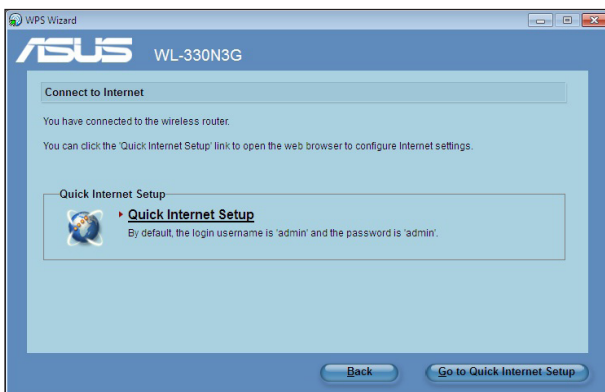 WPS Wizard
ASUS WL-330N3G
Connect to Internet
You have connected to the wireless router.
You can click the 'Quick Internet Setup' link to open the web browser to configure Internet settings.
Quick Internet Setup
Quick Internet Setup
By default, the login username is 'admin' and the password is 'admin'.
Back Go to Quick Internet Setup